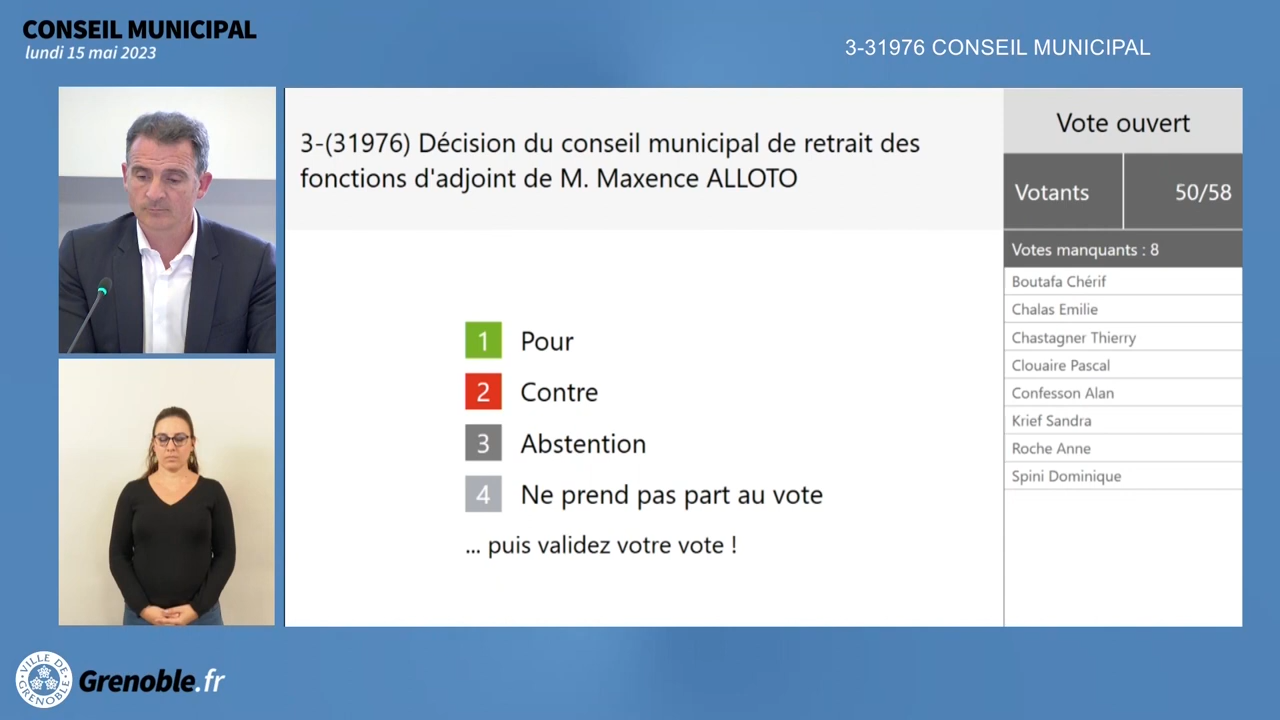 CONSEIL MUNICIPAL
lundi 15 mai 2023
3-31976 CONSEIL MUNICIPAL
3-(31976) Décision du conseil municipal de retrait des
fonctions d'adjoint de M. Maxence ALLOTO
1 Pour
2 Contre
3 Abstention
4 Ne prend pas part au vote
... puis validez votre vote !
Vote ouvert
Votants 50/58
Votes manquants : 8
Boutafa Chérif
Chalas Emilie
Chastagner Thierry
Clouaire Pascal
Confesson Alan
Krief Sandra
Roche Anne
Spini Dominique
VILLE DE GRENOBLE
Grenoble.fr